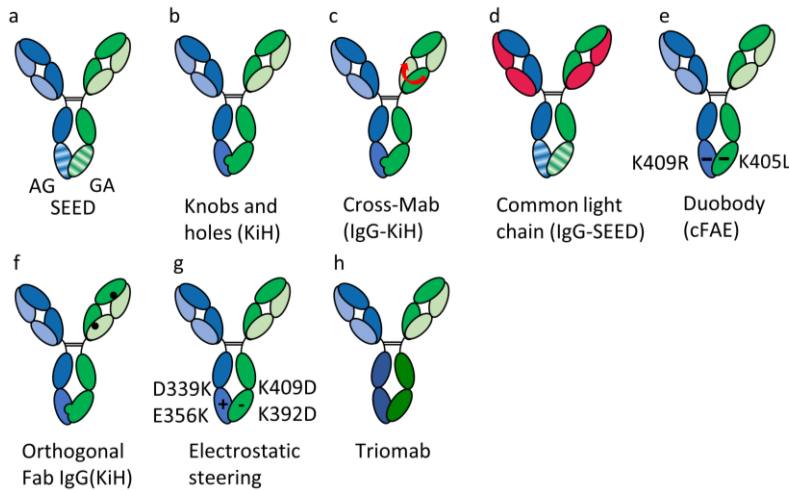 a
b
c
d
e
AG
GA
SEED
Knobs and
holes (KiH)
Cross-Mab
(IgG-KiH)
Common light
chain (IgG-SEED)
K409R
K405L
Duobody
(cFAE)
f
g
h
Orthogonal
Fab IgG(KiH)
D339K
E356K
+
-
K409D
K392D
Electrostatic
steering
Triomab